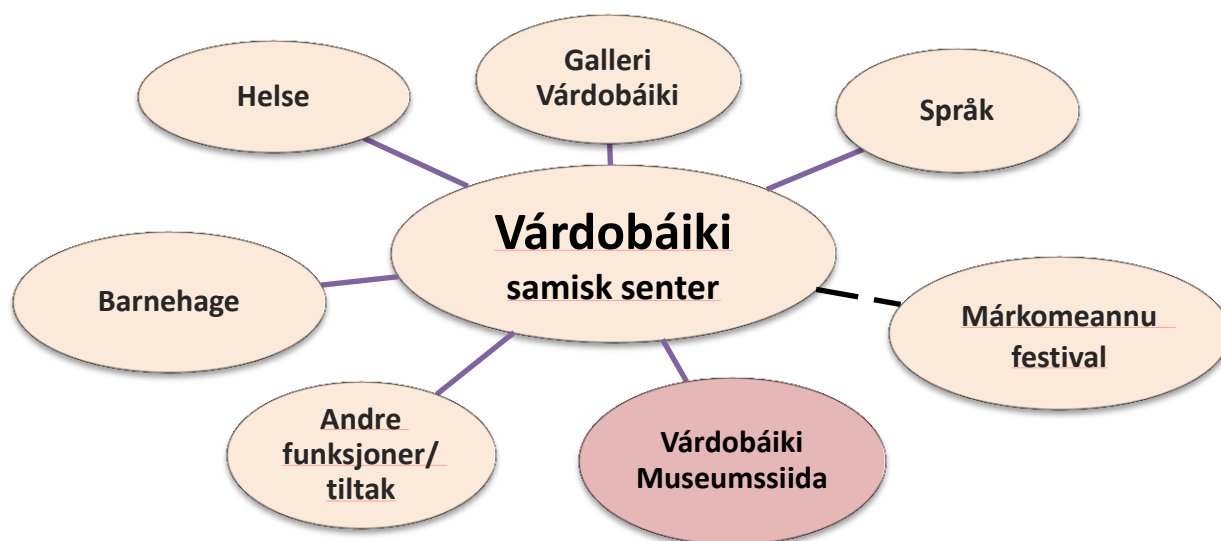 Galleri
Várdobáiki
Helse
Språk
Várdobáiki
samisk senter
Barnehage
Márkomeannu
festival
Andre
funksjoner/
tiltak
Várdobáiki
Museumssiida